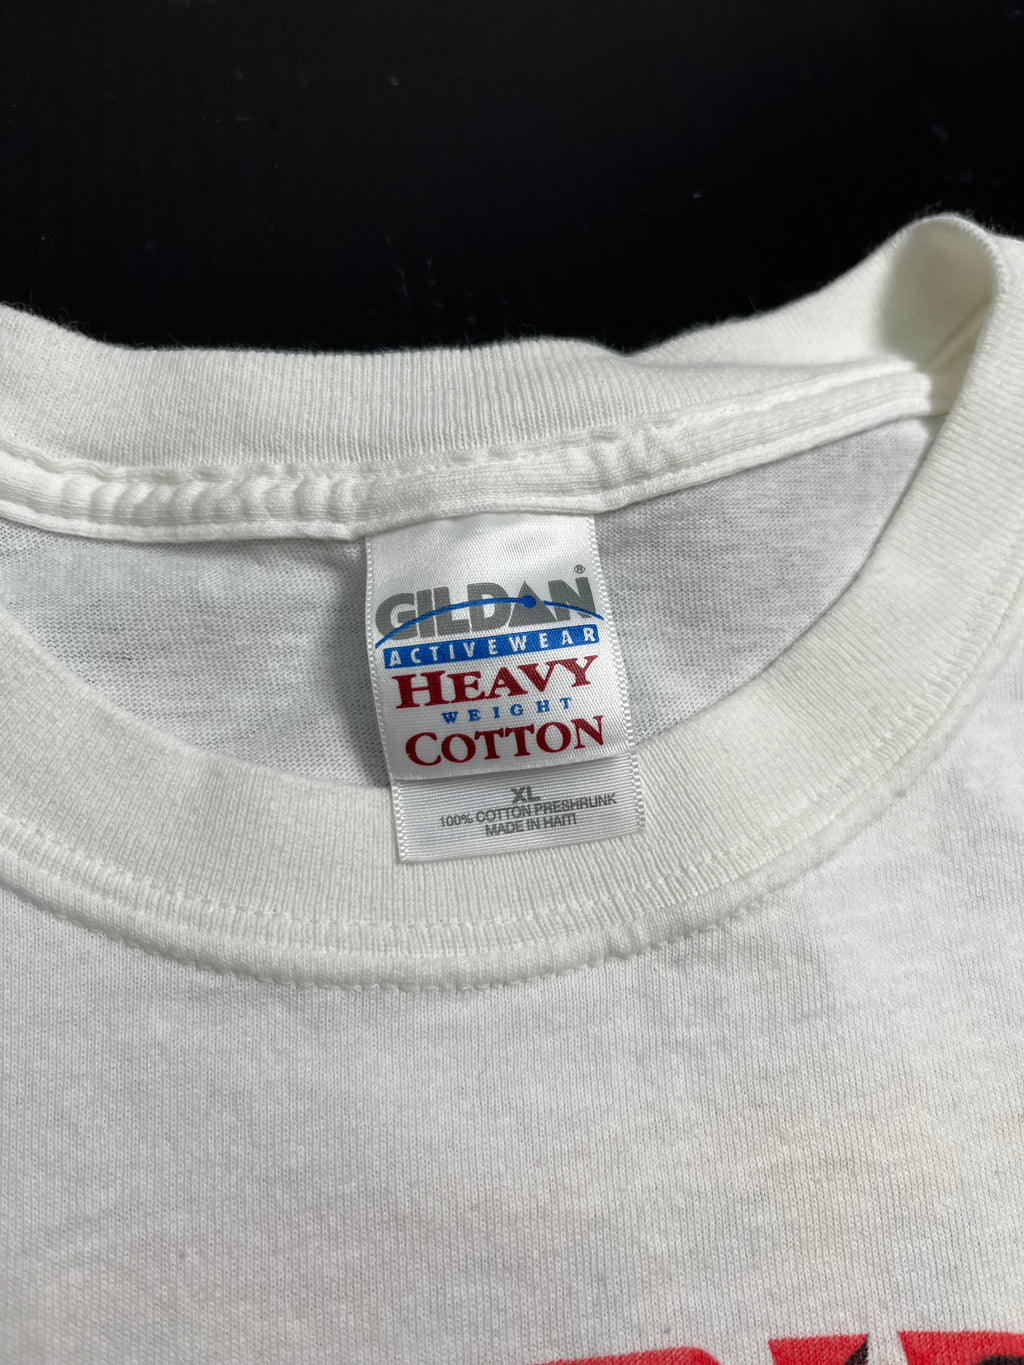 GILDAN®
ACTIVEWEAR
HEAVY
WEIGHT
COTTON
XL
100% COTTON PRESHRUNK
MADE IN HAITI